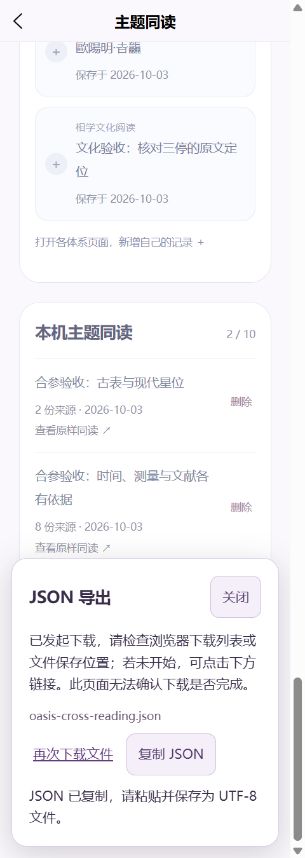 主题同读
歐陽明·吉龘
保存于 2026-10-03
相学文化阅读
文化验收：核对三停的原文定
位
保存于 2026-10-03
打开各体系页面，新增自己的记录 +
本机主题同读
2 / 10
合参验收：古表与现代星位
2 份来源 · 2026-10-03
删除
查看原样同读 ↗
合参验收：时间、测量与文献各
有依据
8 份来源 · 2026-10-03
删除
查看原样同读 ↗
JSON 导出
关闭
已发起下载，请检查浏览器下载列表或
文件保存位置；若未开始，可点击下方
链接。此页面无法确认下载是否完成。
oasis-cross-reading.json
再次下载文件
复制 JSON
JSON 已复制，请粘贴并保存为 UTF-8
文件。